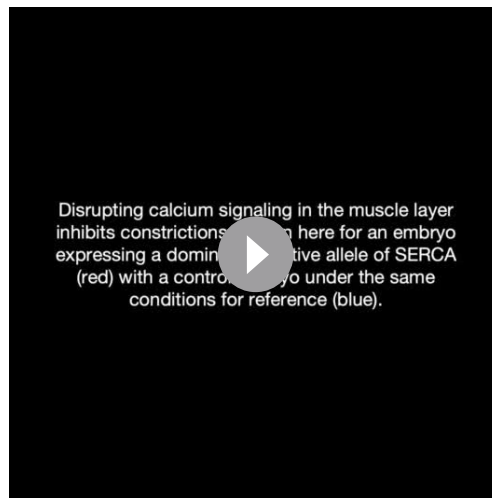 Disrupting calcium signaling in the muscle layer
inhibits constrictions here for an embryo
expressing a allele of SERCA
(red) with a under the same
conditions for reference (blue).